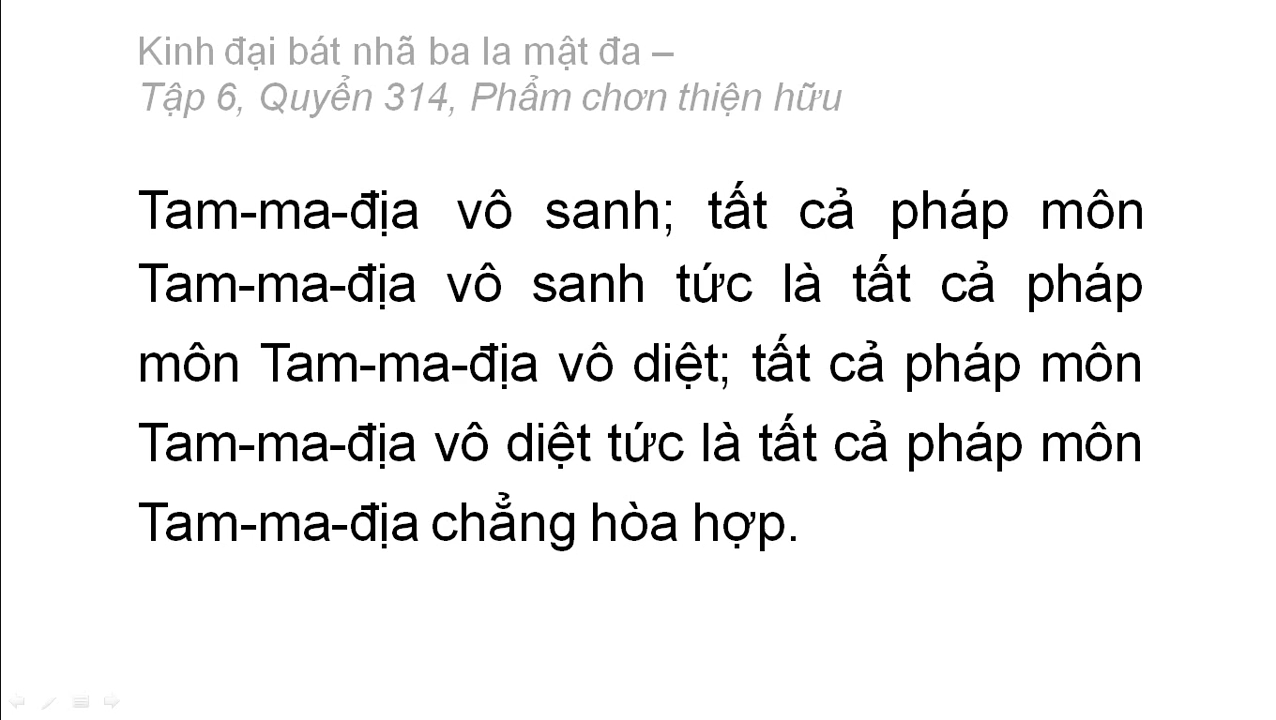 Kinh đại bát nhã ba la mật đa –
Tập 6, Quyển 314, Phẩm chơn thiện hữu
Tam-ma-địa vô sanh; tất cả pháp môn
Tam-ma-địa vô sanh tức là tất cả pháp
môn Tam-ma-địa vô diệt; tất cả pháp môn
Tam-ma-địa vô diệt tức là tất cả pháp môn
Tam-ma-địa chẳng hòa hợp.